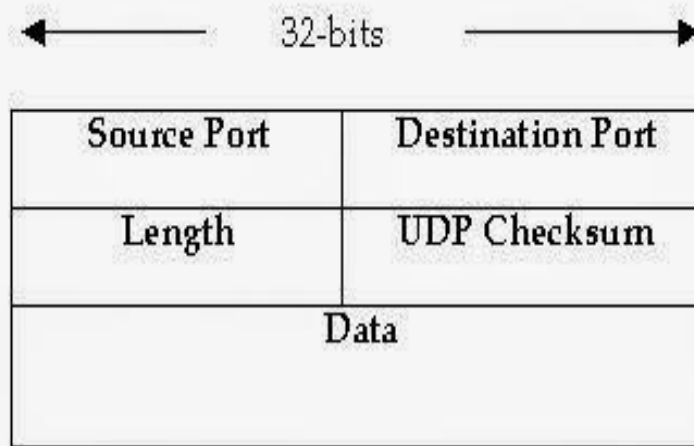 32-bits
Source Port Destination Port
Length UDP Checksum
Data